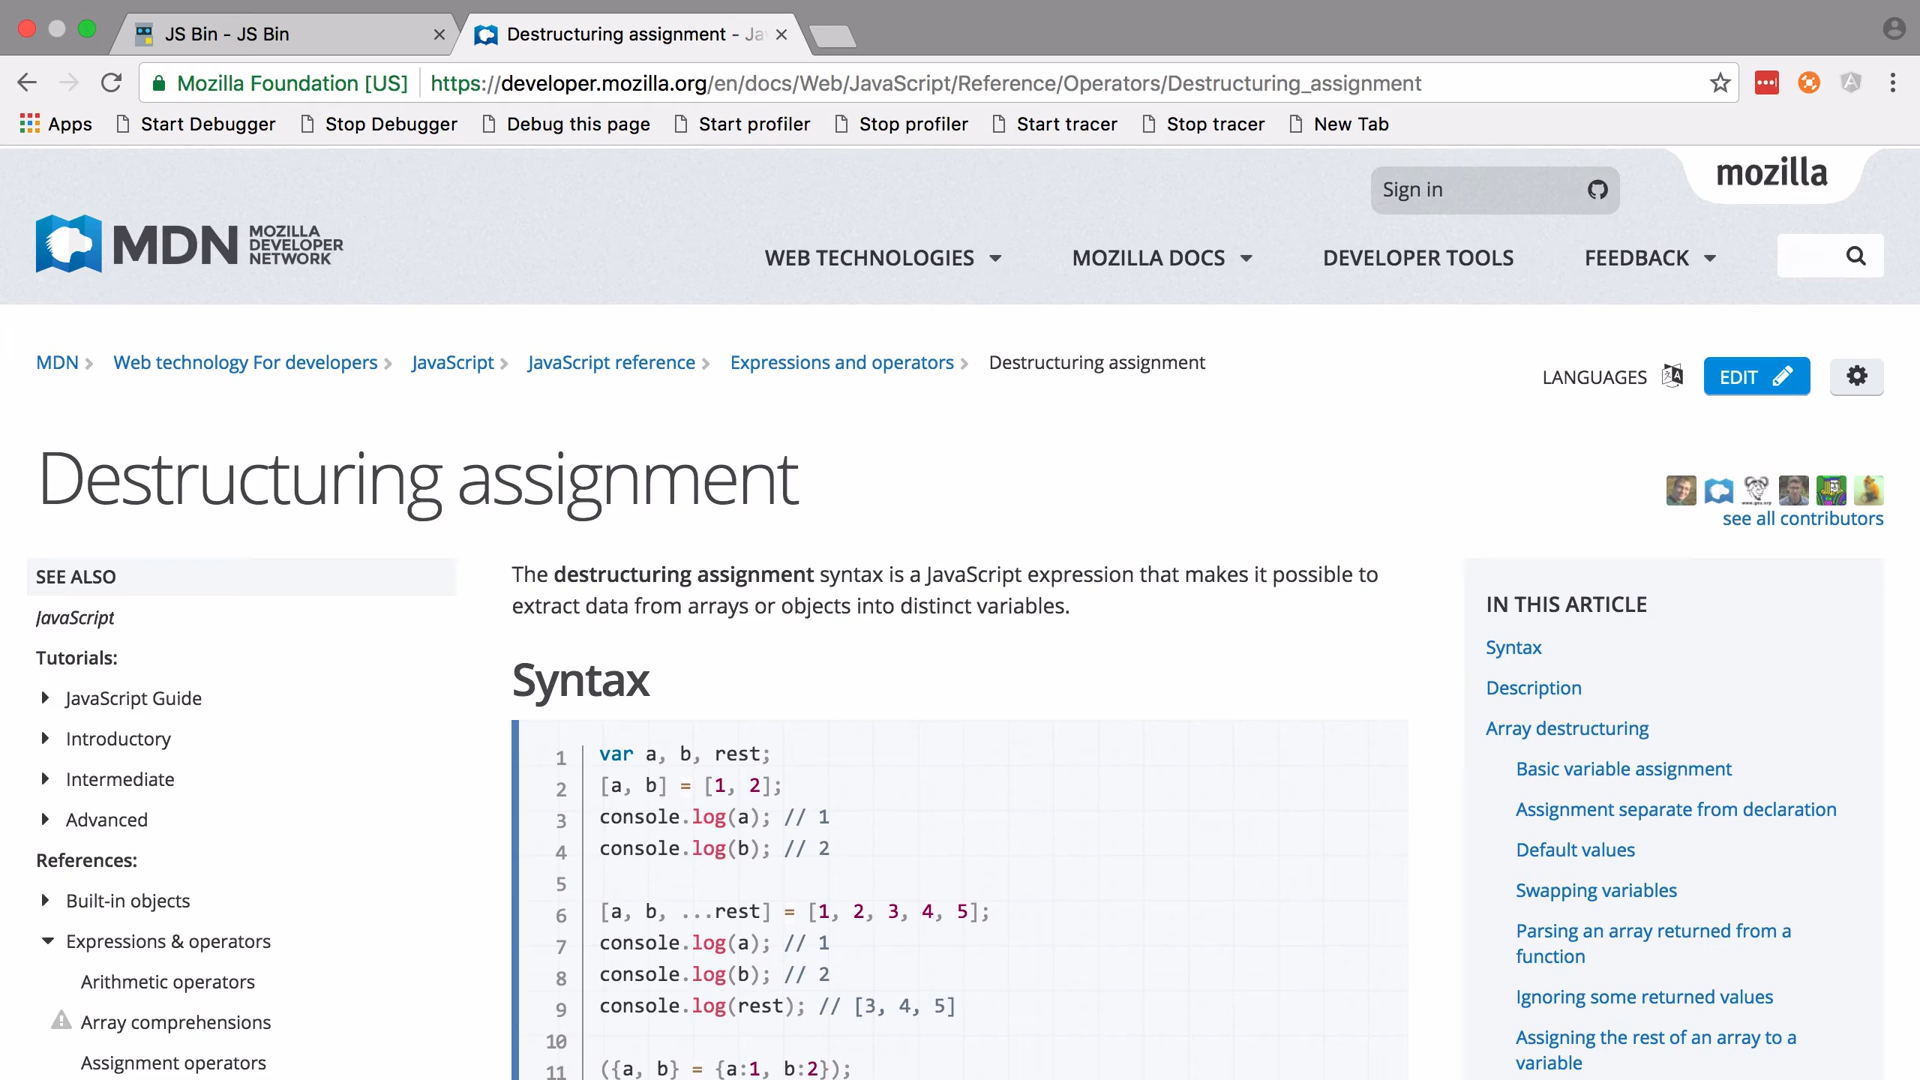 JS Bin - JS Bin
Destructuring assignment - Ja
Mozilla Foundation [US] https://developer.mozilla.org/en/docs/Web/JavaScript/Reference/Operators/Destructuring_assignment
Apps Start Debugger Stop Debugger Debug this page Start profiler Stop profiler Start tracer Stop tracer New Tab
Sign in
mozilla
MDN MOZILLA DEVELOPER NETWORK
WEB TECHNOLOGIES MOZILLA DOCS DEVELOPER TOOLS FEEDBACK
MDN Web technology For developers JavaScript JavaScript reference Expressions and operators Destructuring assignment
LANGUAGES EDIT
Destructuring assignment
see all contributors
SEE ALSO
JavaScript
Tutorials:
JavaScript Guide
Introductory
Intermediate
Advanced
References:
Built-in objects
Expressions & operators
Arithmetic operators
Array comprehensions
Assignment operators
The destructuring assignment syntax is a JavaScript expression that makes it possible to
extract data from arrays or objects into distinct variables.
Syntax
1 var a, b, rest;
2 [a, b] = [1, 2];
3 console.log(a); // 1
4 console.log(b); // 2
5
6 [a, b, ...rest] = [1, 2, 3, 4, 5];
7 console.log(a); // 1
8 console.log(b); // 2
9 console.log(rest); // [3, 4, 5]
10
11 ({a, b} = {a:1, b:2});
IN THIS ARTICLE
Syntax
Description
Array destructuring
Basic variable assignment
Assignment separate from declaration
Default values
Swapping variables
Parsing an array returned from a
function
Ignoring some returned values
Assigning the rest of an array to a
variable